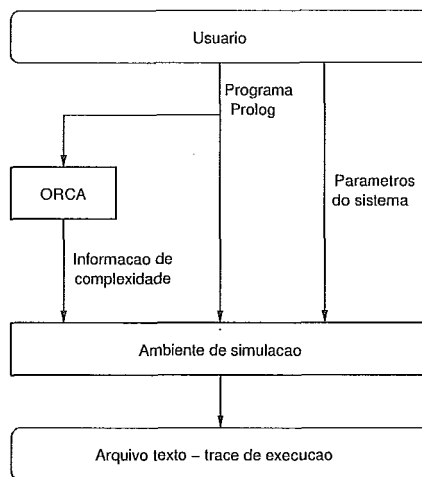 Usuario
Programa
Prolog
ORCA
Parametros
do sistema
Informacao de
complexidade
Ambiente de simulacao
Arquivo texto – trace de execucao